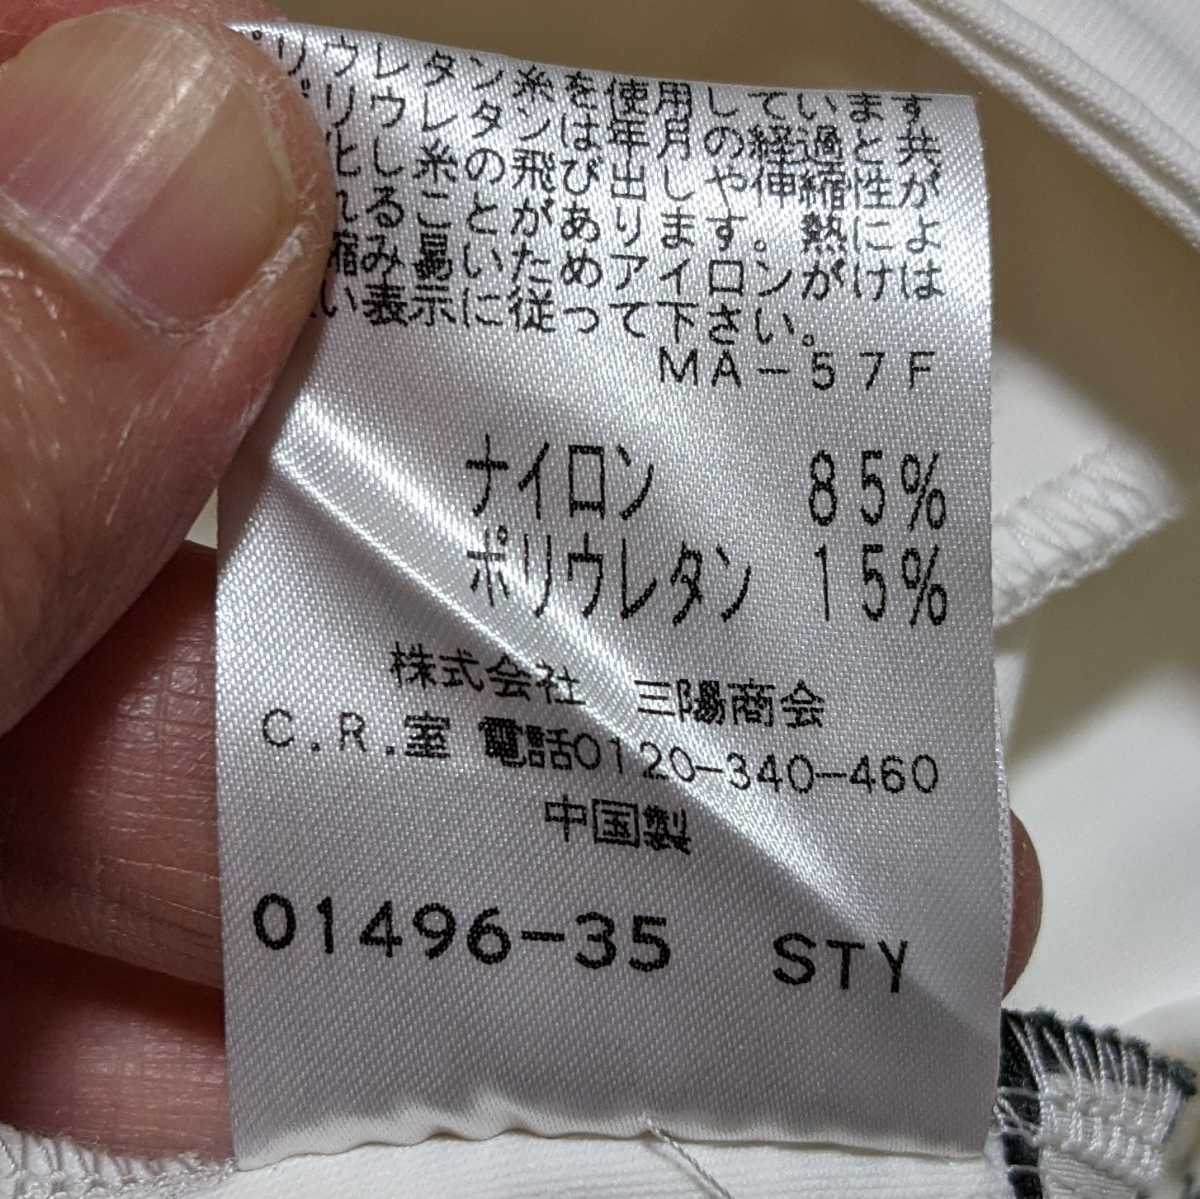 ポリウレタン糸を使用しています
ポリウレタンは年月の経過と共
化し糸の飛び出しや伸縮性が
れることがあります。熱によ
縮み易いためアイロンがけは
い表示に従って下さい。
MA-57F
ナイロン 85%
ポリウレタン 15%
株式会社 三陽商会
C.R.室 電話0120-340-460
中国製
01496-35 STY